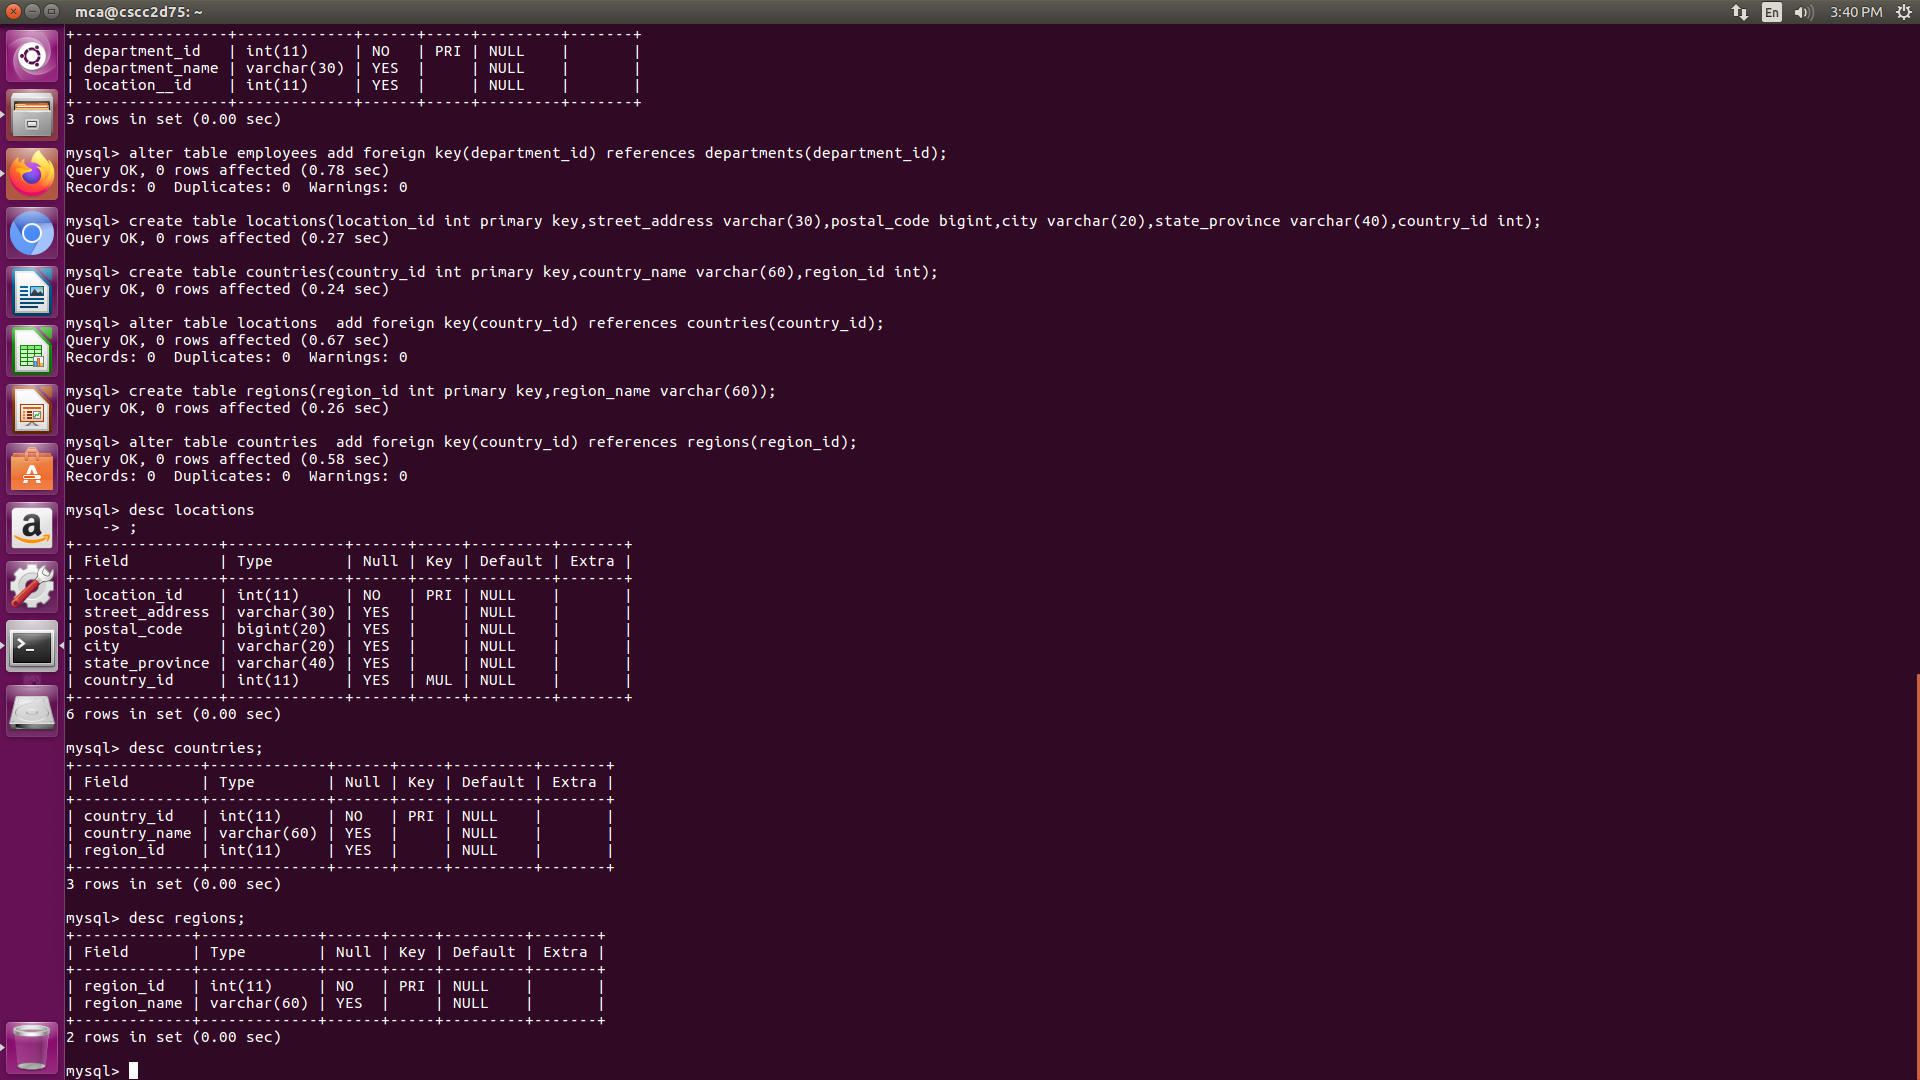 mca@cscc2d75: ~
En
3:40 PM
+-----------------+-------------+------+-----+---------+-------+
| department_id   | int(11)     | NO   | PRI | NULL    |       |
| department_name | varchar(30) | YES  |     | NULL    |       |
| location__id    | int(11)     | YES  |     | NULL    |       |
+-----------------+-------------+------+-----+---------+-------+
3 rows in set (0.00 sec)
mysql> alter table employees add foreign key(department_id) references departments(department_id);
Query OK, 0 rows affected (0.78 sec)
Records: 0  Duplicates: 0  Warnings: 0
mysql> create table locations(location_id int primary key,street_address varchar(30),postal_code bigint,city varchar(20),state_province varchar(40),country_id int);
Query OK, 0 rows affected (0.27 sec)
mysql> create table countries(country_id int primary key,country_name varchar(60),region_id int);
Query OK, 0 rows affected (0.24 sec)
mysql> alter table locations  add foreign key(country_id) references countries(country_id);
Query OK, 0 rows affected (0.67 sec)
Records: 0  Duplicates: 0  Warnings: 0
mysql> create table regions(region_id int primary key,region_name varchar(60));
Query OK, 0 rows affected (0.26 sec)
mysql> alter table countries  add foreign key(country_id) references regions(region_id);
Query OK, 0 rows affected (0.58 sec)
Records: 0  Duplicates: 0  Warnings: 0
mysql> desc locations
    -> ;
+----------------+-------------+------+-----+---------+-------+
| Field          | Type        | Null | Key | Default | Extra |
+----------------+-------------+------+-----+---------+-------+
| location_id    | int(11)     | NO   | PRI | NULL    |       |
| street_address | varchar(30) | YES  |     | NULL    |       |
| postal_code    | bigint(20)  | YES  |     | NULL    |       |
| city           | varchar(20) | YES  |     | NULL    |       |
| state_province | varchar(40) | YES  |     | NULL    |       |
| country_id     | int(11)     | YES  | MUL | NULL    |       |
+----------------+-------------+------+-----+---------+-------+
6 rows in set (0.00 sec)
mysql> desc countries;
+--------------+-------------+------+-----+---------+-------+
| Field        | Type        | Null | Key | Default | Extra |
+--------------+-------------+------+-----+---------+-------+
| country_id   | int(11)     | NO   | PRI | NULL    |       |
| country_name | varchar(60) | YES  |     | NULL    |       |
| region_id    | int(11)     | YES  |     | NULL    |       |
+--------------+-------------+------+-----+---------+-------+
3 rows in set (0.00 sec)
mysql> desc regions;
+-------------+-------------+------+-----+---------+-------+
| Field       | Type        | Null | Key | Default | Extra |
+-------------+-------------+------+-----+---------+-------+
| region_id   | int(11)     | NO   | PRI | NULL    |       |
| region_name | varchar(60) | YES  |     | NULL    |       |
+-------------+-------------+------+-----+---------+-------+
2 rows in set (0.00 sec)
mysql>